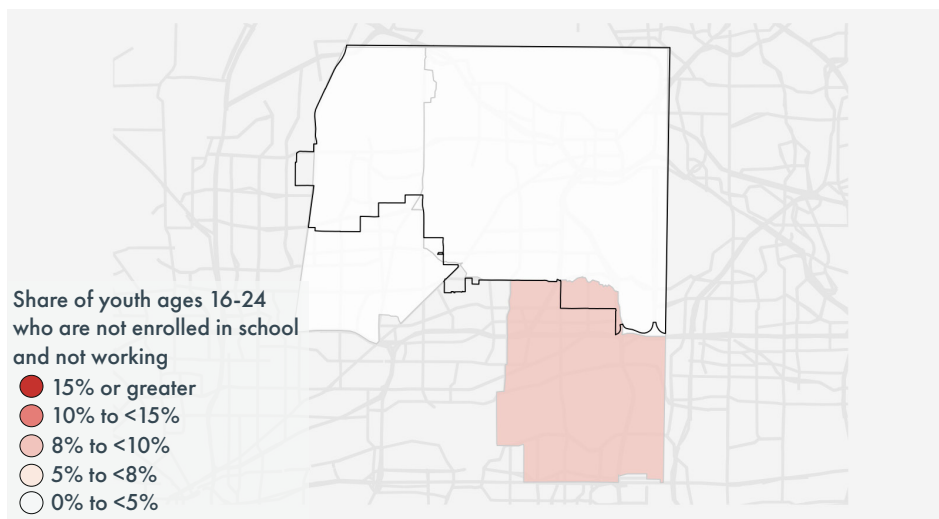 Share of youth ages 16-24
who are not enrolled in school
and not working
15% or greater
10% to <15%
8% to <10%
5% to <8%
0% to <5%